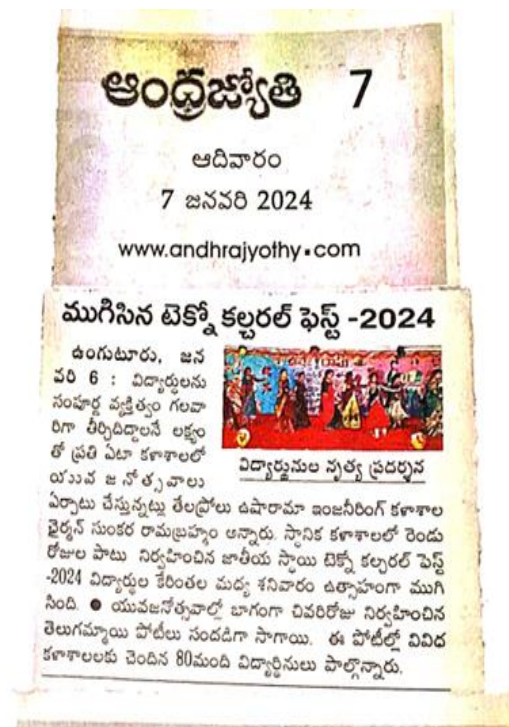 ఆంధ్రజ్యోతి 7
ఆదివారం
7 జనవరి 2024
www.andhrajyothy.com
ముగిసిన టెక్నో కల్చరల్ ఫెస్ట్ -2024
ఉంగుటూరు, జన
వరి 6 : విద్యార్థులను
సంపూర్ణ వ్యక్తిత్వం గలవా
రిగా తీర్చిదిద్దాలనే లక్ష్యం
తో ప్రతి ఏటా కళాశాలలో
యువ జనోత్సవాలు
విద్యార్థునుల నృత్య ప్రదర్శన
ఏర్పాటు చేస్తున్నట్లు తేలప్రోలు ఉషారామా ఇంజనీరింగ్ కళాశాల
ఛైర్మన్ సుంకర రామబ్రహ్మం అన్నారు. స్థానిక కళాశాలలో రెండు
రోజుల పాటు నిర్వహించిన జాతీయ స్థాయి టెక్నో కల్చరల్ ఫెస్ట్
-2024 విద్యార్థుల కేరింతల మధ్య శనివారం ఉత్సాహంగా ముగి
సింది. ● యువజనోత్సవాల్లో బాగంగా చివరిరోజు నిర్వహించిన
తెలుగమ్మాయి పోటీలు సందడిగా సాగాయి. ఈ పోటీల్లో వివిధ
కళాశాలలకు చెందిన 80మంది విద్యార్థినులు పాల్గొన్నారు.